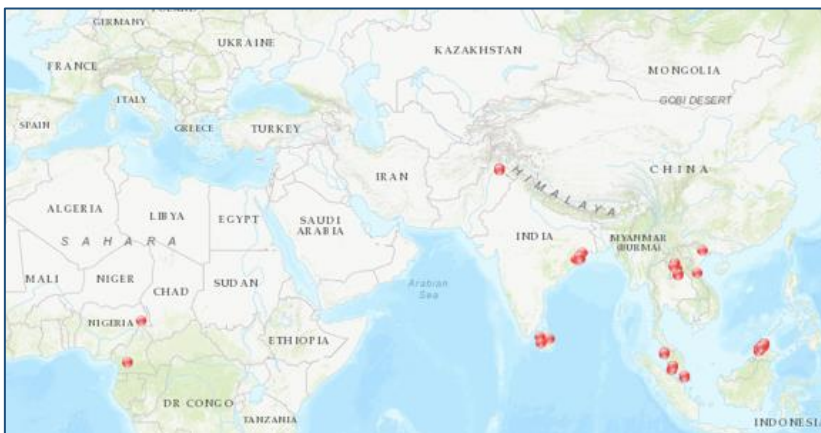 GERMANY
UKRAINE
KAZAKHSTAN
FRANCE
MONGOLIA
ITALY
GOBI DESERT
SPAIN
GREECE
TURKEY
CHINA
IRAN
HIMALAYA
ALGERIA
LIBYA
EGYPT
SAUDI
ARABIA
INDIA
MYANMAR
(BURMA)
SAHARA
MALI
NIGER
CHAD
SUDAN
Arabian
Sea
NIGERIA
ETHIOPIA
DR CONGO
TANZANIA
INDONESIA